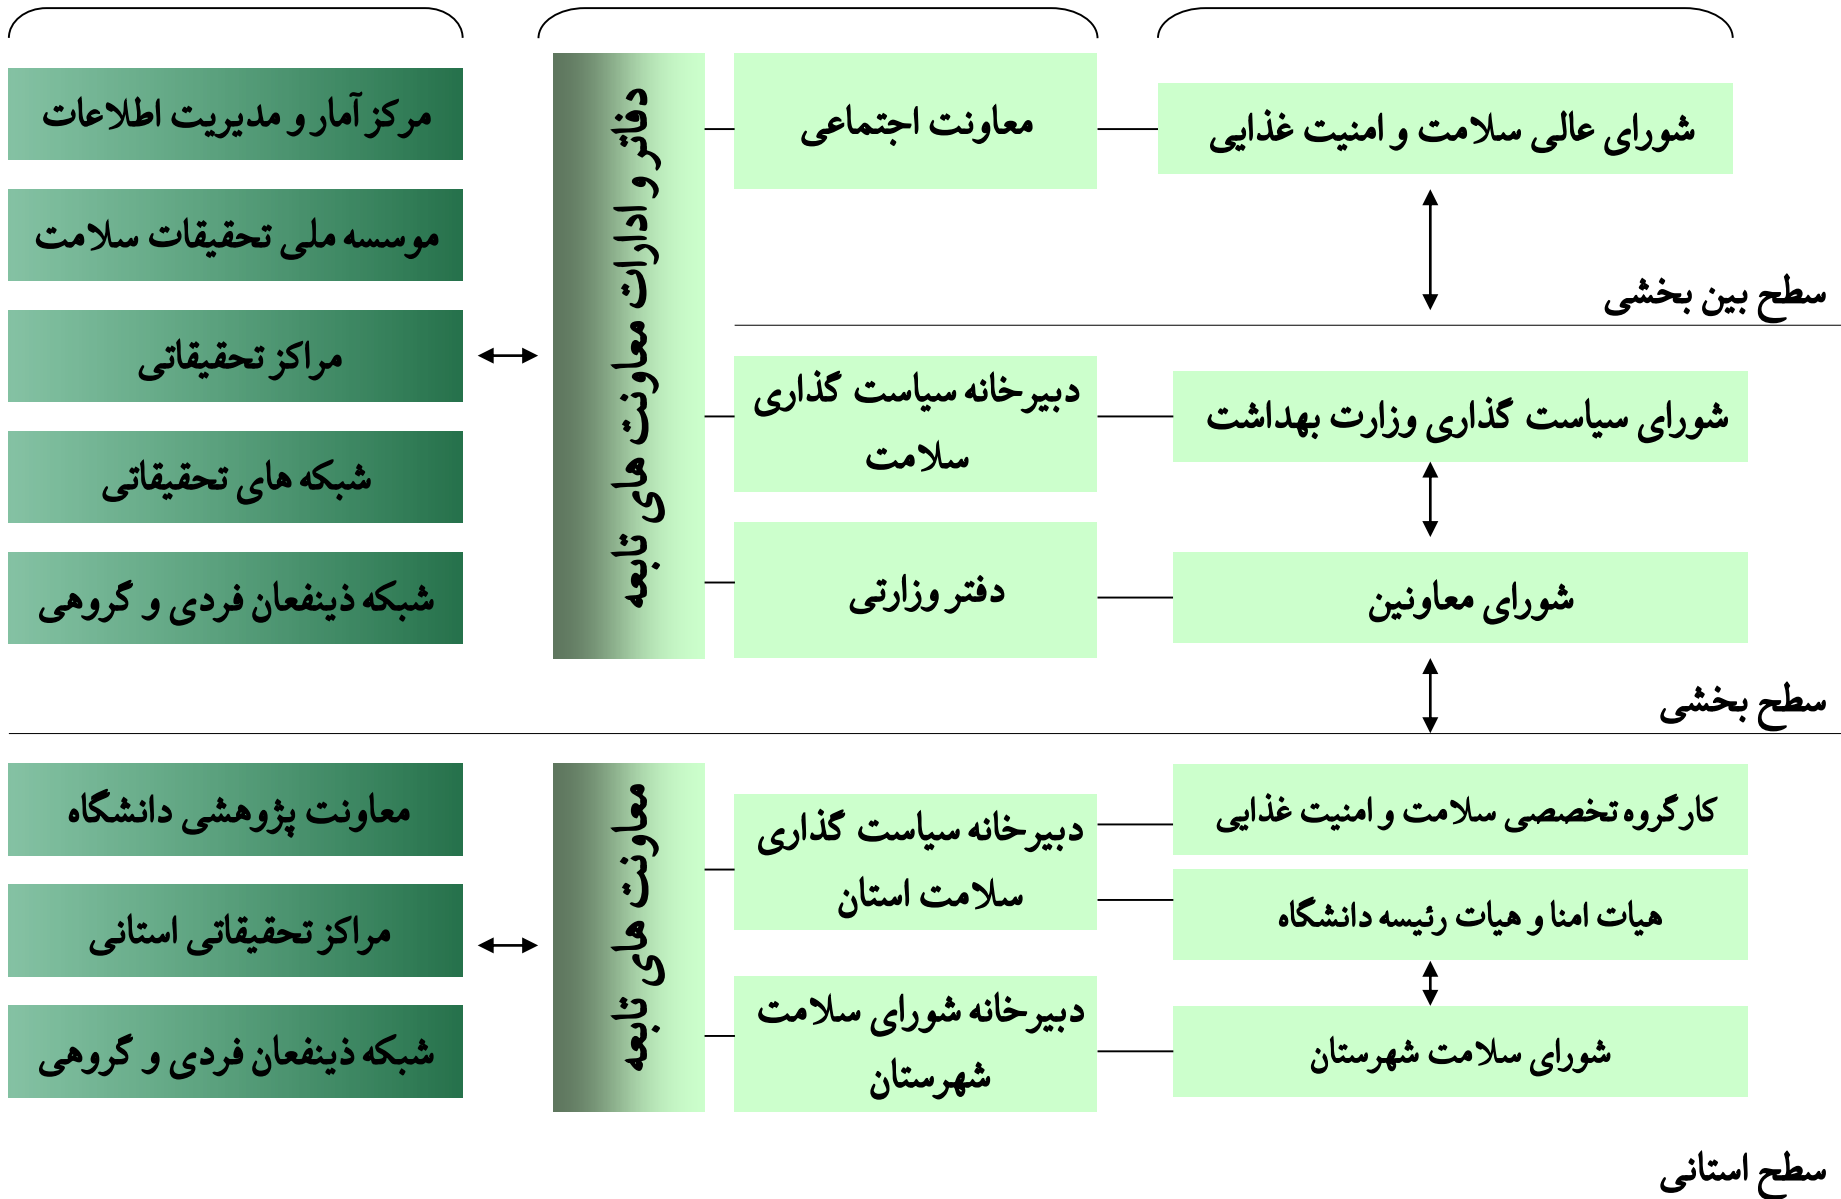 شورای عالی سلامت و امنیت غذایی
معاونت اجتماعی
دفاتر و ادارات معاونت های تابعه
مرکز آمار و مدیریت اطلاعات
موسسه ملی تحقیقات سلامت
مراکز تحقیقاتی
شبکه های تحقیقاتی
شبکه ذینفعان فردی و گروهی
سطح بین بخشی
شورای سیاست گذاری وزارت بهداشت
دبیرخانه سیاست گذاری
سلامت
شورای معاونین
دفتر وزارتی
سطح بخشی
کارگروه تخصصی سلامت و امنیت غذایی
هیات امنا و هیات رئیسه دانشگاه
شورای سلامت شهرستان
دبیرخانه سیاست گذاری
سلامت استان
دبیرخانه شورای سلامت
شهرستان
معاونت های تابعه
معاونت پژوهشی دانشگاه
مراکز تحقیقاتی استانی
شبکه ذینفعان فردی و گروهی
سطح استانی